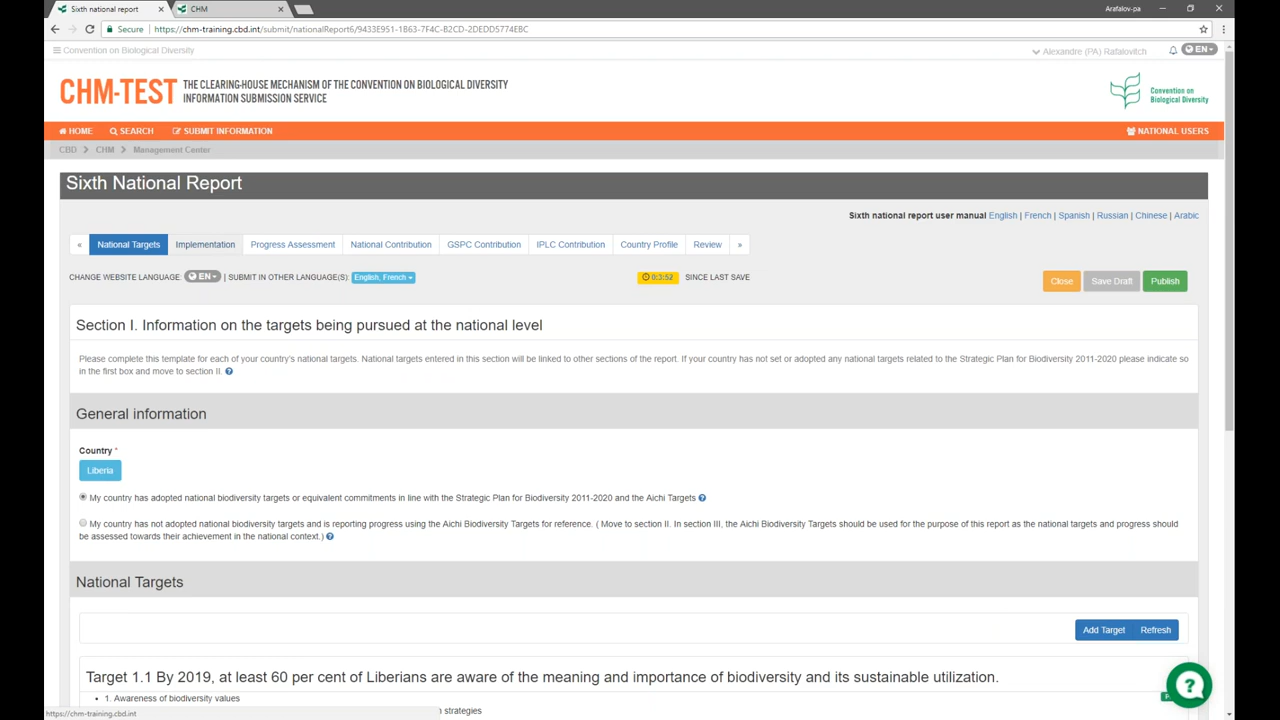 Sixth national report
CHM
Arafalov-pa
Secure
https://chm-training.cbd.int/submit/nationalReport6/9433E951-1B63-7F4C-B2CD-2DEDD5774EBC
Convention on Biological Diversity
Alexandre (PA) Rafalovitch
EN
CHM-TEST
THE CLEARING-HOUSE MECHANISM OF THE CONVENTION ON BIOLOGICAL DIVERSITY
INFORMATION SUBMISSION SERVICE
Convention on
Biological Diversity
HOME SEARCH SUBMIT INFORMATION NATIONAL USERS
CBD CHM Management Center
Sixth National Report
Sixth national report user manual English | French | Spanish | Russian | Chinese | Arabic
« National Targets Implementation Progress Assessment National Contribution GSPC Contribution IPLC Contribution Country Profile Review »
CHANGE WEBSITE LANGUAGE: EN | SUBMIT IN OTHER LANGUAGE(S): English, French 0:3:52 SINCE LAST SAVE
Close Save Draft Publish
Section I. Information on the targets being pursued at the national level
Please complete this template for each of your country's national targets. National targets entered in this section will be linked to other sections of the report. If your country has not set or adopted any national targets related to the Strategic Plan for Biodiversity 2011-2020 please indicate so
in the first box and move to section II.
General information
Country *
Liberia
My country has adopted national biodiversity targets or equivalent commitments in line with the Strategic Plan for Biodiversity 2011-2020 and the Aichi Targets
My country has not adopted national biodiversity targets and is reporting progress using the Aichi Biodiversity Targets for reference. ( Move to section II. In section III, the Aichi Biodiversity Targets should be used for the purpose of this report as the national targets and progress should
be assessed towards their achievement in the national context.)
National Targets
Add Target Refresh
Target 1.1 By 2019, at least 60 per cent of Liberians are aware of the meaning and importance of biodiversity and its sustainable utilization.
• 1. Awareness of biodiversity values
strategies
https://chm-training.cbd.int